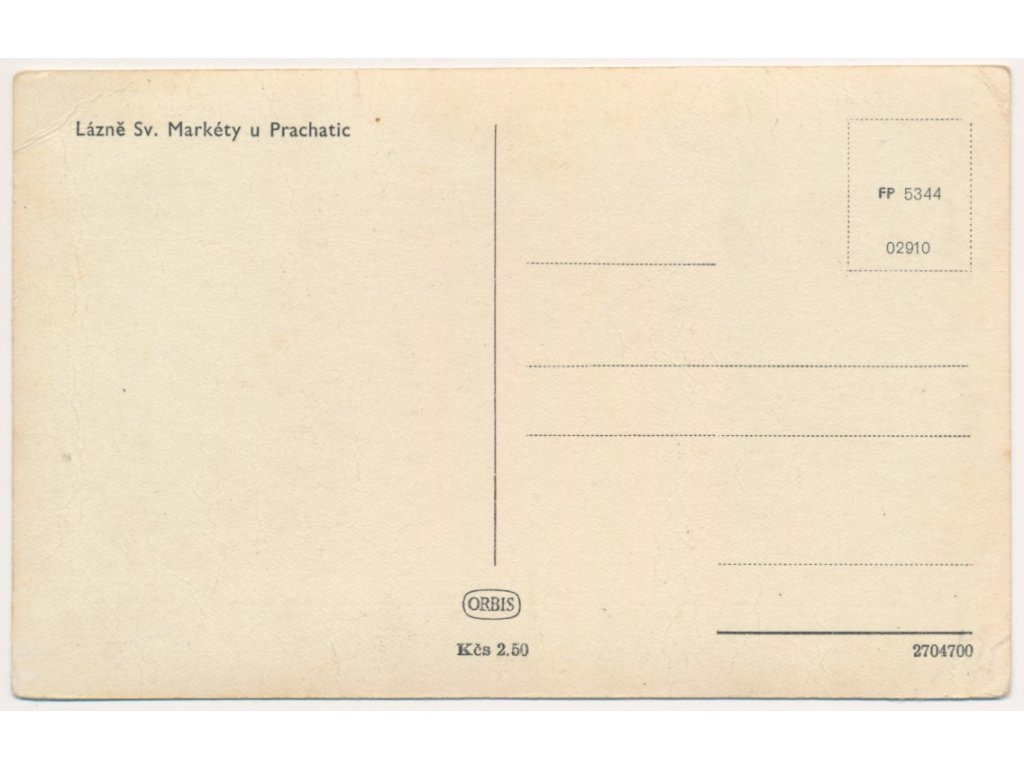 Lázně Sv. Markéty u Prachatic
FP 5344
02910
ORBIS
Kčs 2.50
2704700